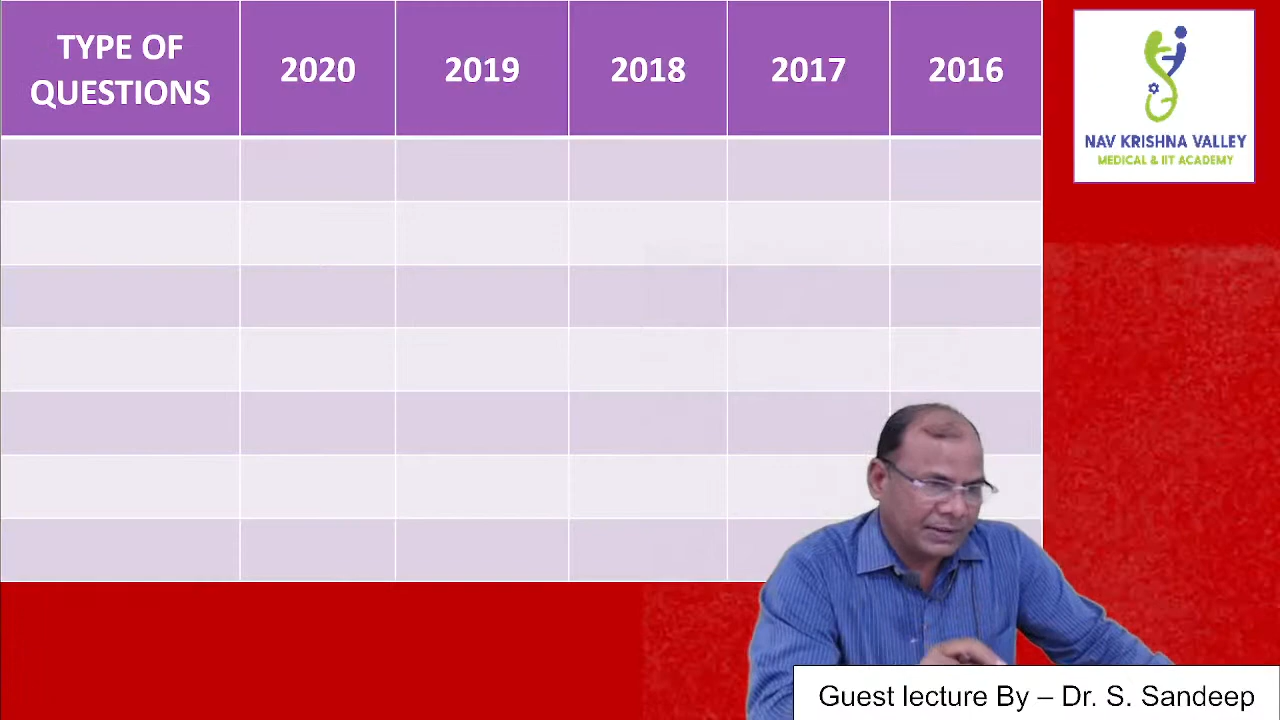 TYPE OF
QUESTIONS
2020
2019
2018
2017
2016
NAV KRISHNA VALLEY
MEDICAL & IIT ACADEMY
Guest lecture By – Dr. S. Sandeep